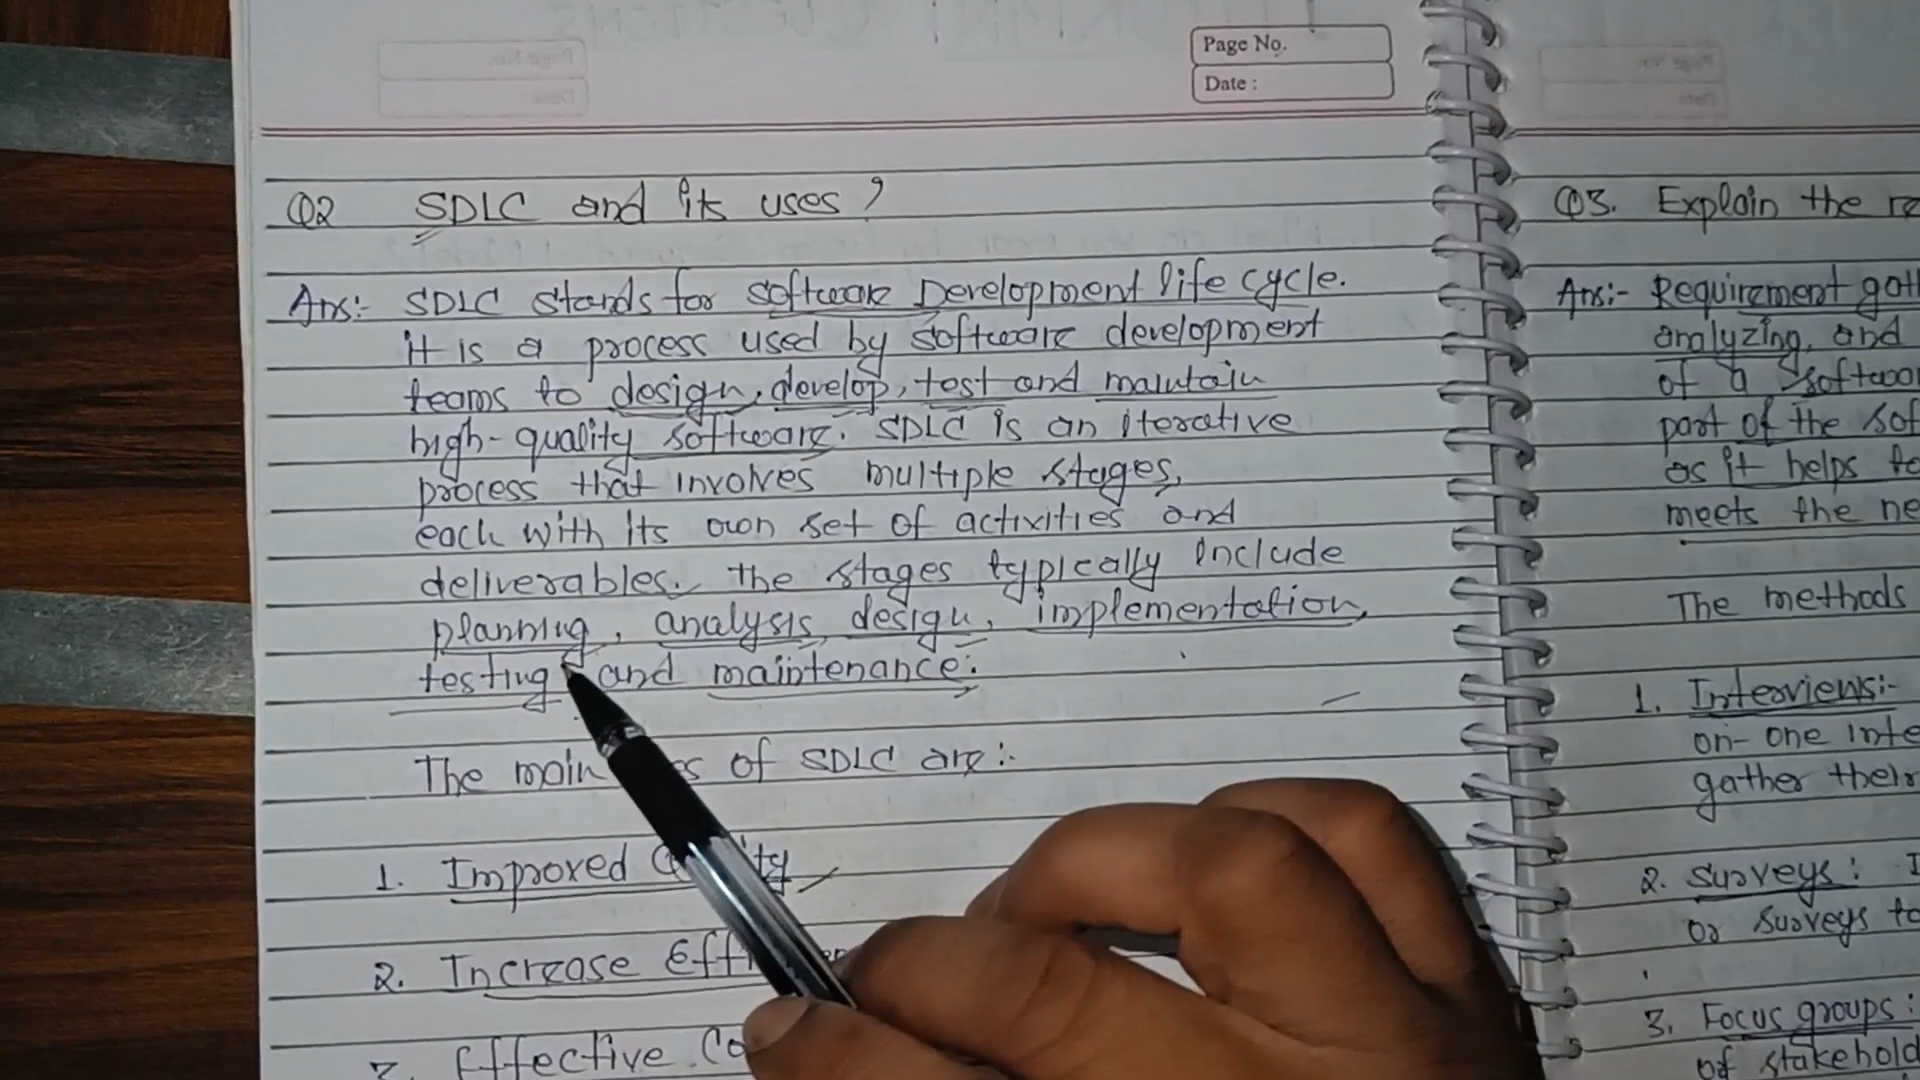 Page No.
Date :
Q2 SDLC and its uses ?
Ans:- SDLC stands for software Development life cycle.
it is a process used by software development
teams to design, develop, test and maintain
high-quality software. SDLC is an iterative
process that involves multiple stages,
each with its own set of activities and
deliverables. The stages typically include
planning, analysis, design, implementation,
testing and maintenance.
The main of SDLC are:-
1. Improved
2. Increase
3. Effective
Q3. Explain the
Ans:- Requirement
analyzing, and
of a
part of the
as it helps
meets the
The methods
1. Interviews:-
on-one
gather their
2. Surveys:
or surveys
3. Focus groups:
of